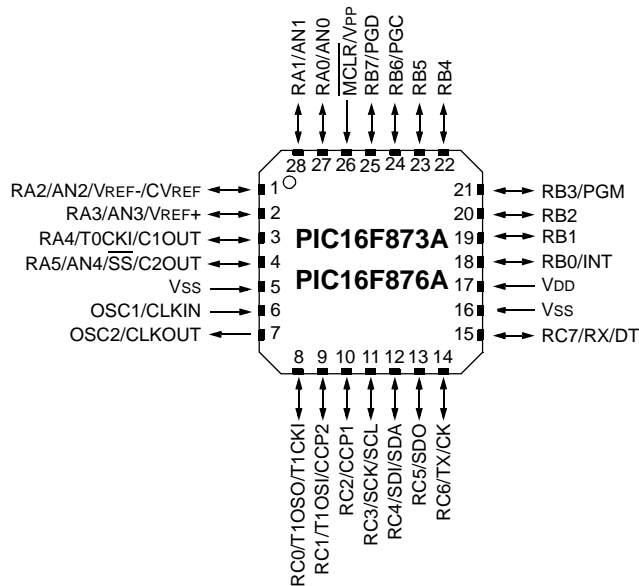 RA1/AN1
RA0/AN0
MCLR/VPP
RB7/PGD
RB6/PGC
RB5
RB4
28
27
26
25
24
23
22
RA2/AN2/VREF-/CVREF
RA3/AN3/VREF+
RA4/T0CKI/C1OUT
RA5/AN4/SS/C2OUT
VSS
OSC1/CLKIN
OSC2/CLKOUT
1
2
3
4
5
6
7
PIC16F873A
PIC16F876A
21
20
19
18
17
16
15
RB3/PGM
RB2
RB1
RB0/INT
VDD
VSS
RC7/RX/DT
8
9
10
11
12
13
14
RC0/T1OSO/T1CKI
RC1/T1OSI/CCP2
RC2/CCP1
RC3/SCK/SCL
RC4/SDI/SDA
RC5/SDO
RC6/TX/CK